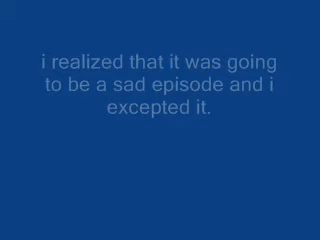 i realized that it was going
to be a sad episode and i
excepted it.